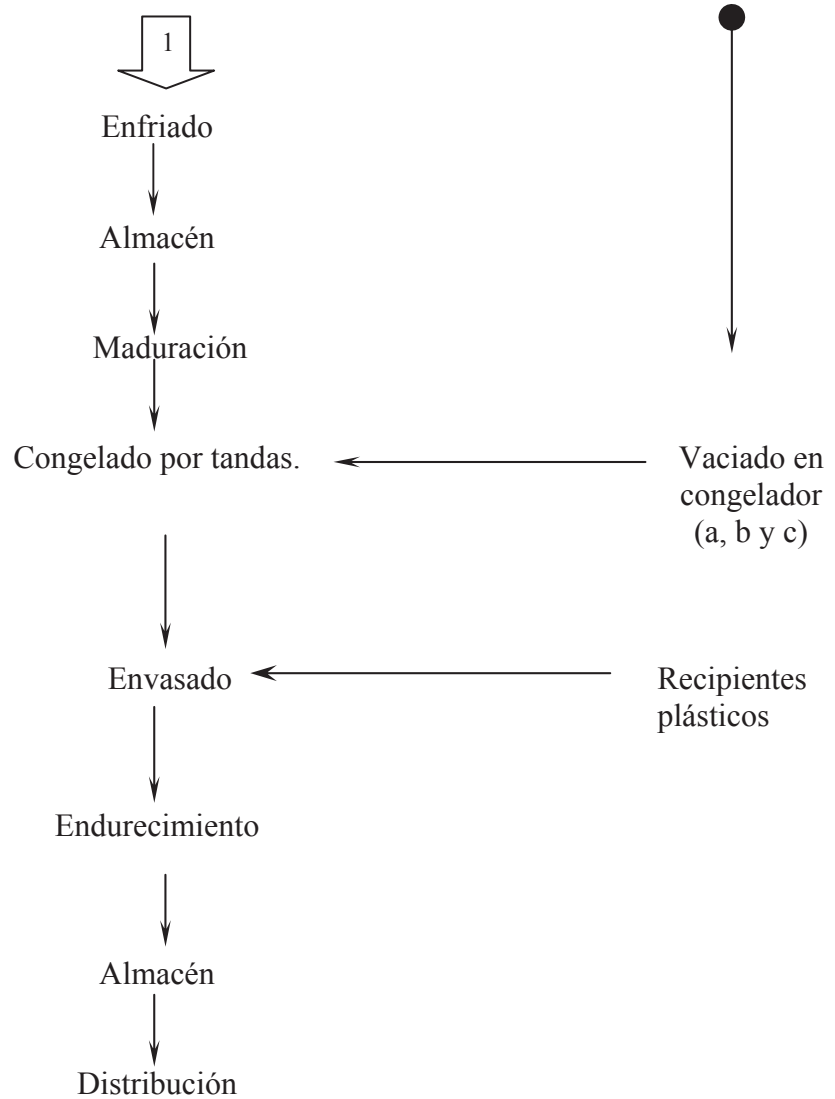 1
Enfriado
Almacén
Maduración
Congelado por tandas.
Vaciado en
congelador
(a, b y c)
Envasado
Recipientes
plásticos
Endurecimiento
Almacén
Distribución